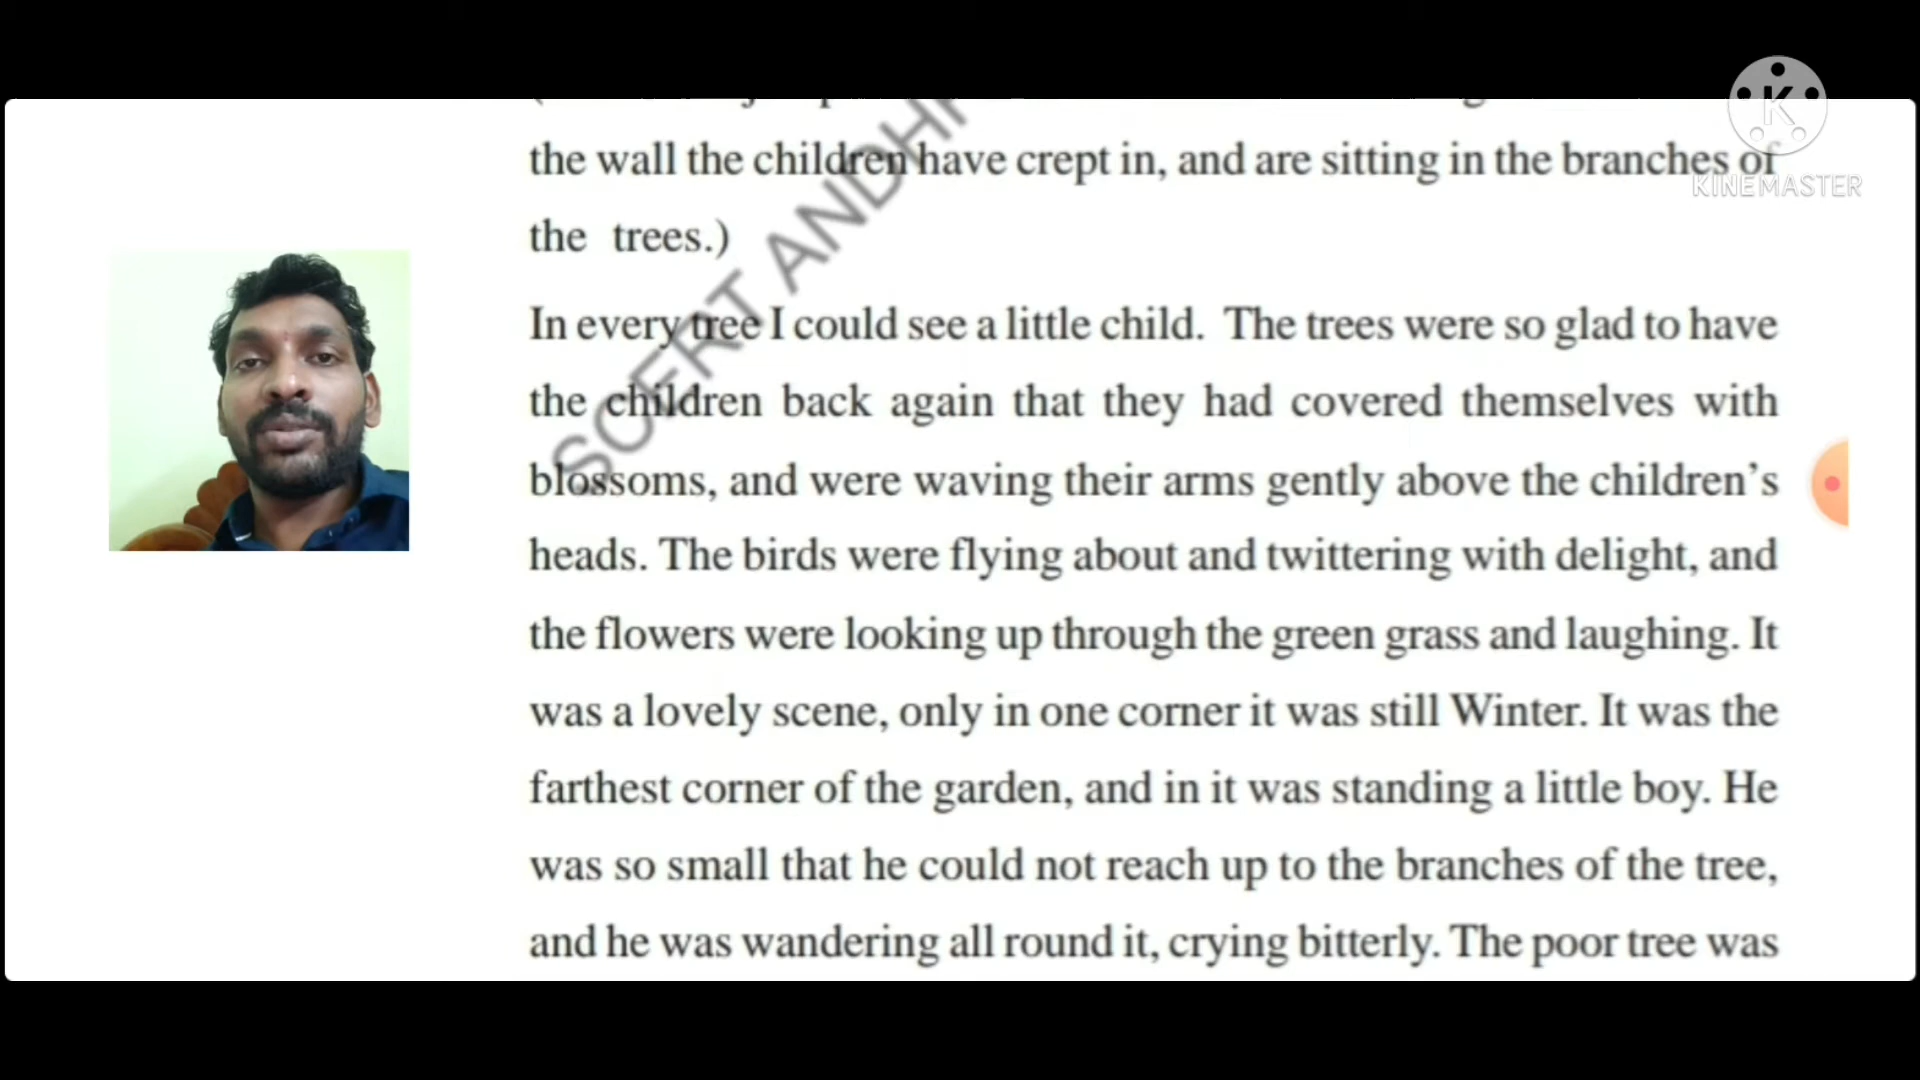 the wall the children have crept in, and are sitting in the branches of
the trees.)
In every tree I could see a little child. The trees were so glad to have
the children back again that they had covered themselves with
blossoms, and were waving their arms gently above the children's
heads. The birds were flying about and twittering with delight, and
the flowers were looking up through the green grass and laughing. It
was a lovely scene, only in one corner it was still Winter. It was the
farthest corner of the garden, and in it was standing a little boy. He
was so small that he could not reach up to the branches of the tree,
and he was wandering all round it, crying bitterly. The poor tree was
SCERT ANDHR
K
KINEMASTER